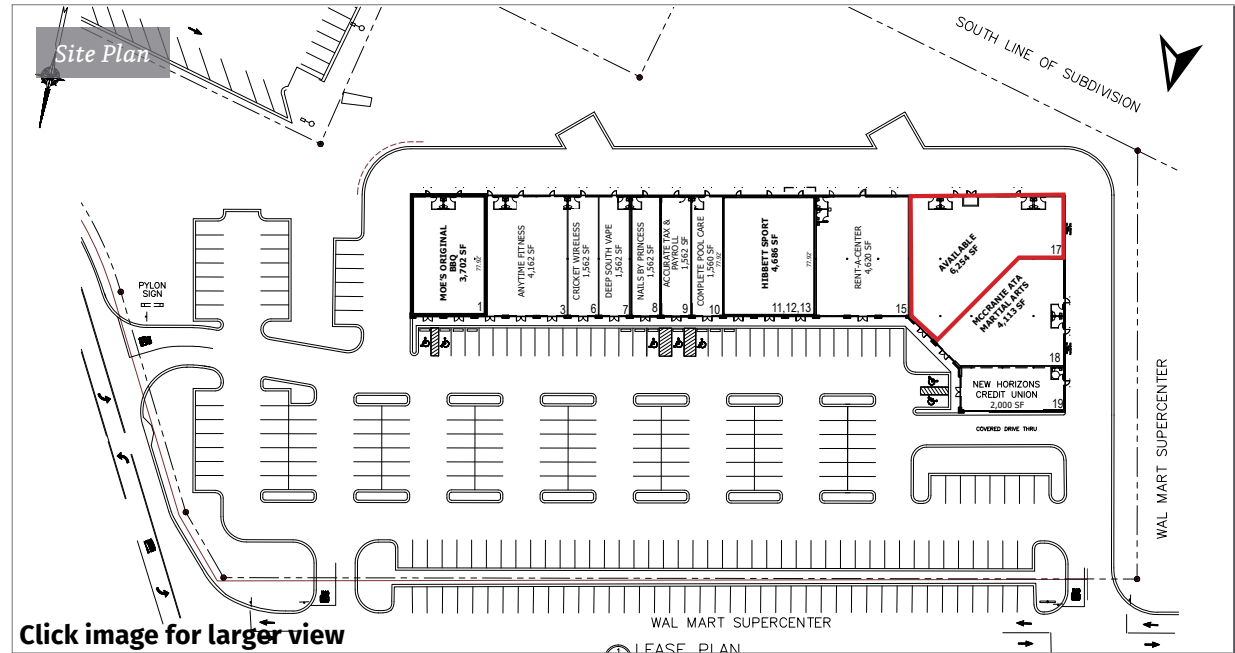 Site Plan
SOUTH LINE OF SUBDIVISION
PYLON
SIGN
MOE'S ORIGINAL
BBQ
3,702 SF
77.92'
1
ANYTIME FITNESS
4,162 SF
3
CRICKET WIRELESS
1,562 SF
6
DEEP SOUTH VAPE
1,562 SF
7
NAILS BY PRINCESS
1,562 SF
8
ACCURATE TAX &
PAYROLL
1,562 SF
9
COMPLETE POOL CARE
1,560 SF
10
HIBBETT SPORT
4,686 SF
77.92'
11,12,13
RENT-A-CENTER
4,620 SF
15
AVAILABLE
6,254 SF
17
MCCRANIE ATA
MARTIAL ARTS
4,113 SF
18
NEW HORIZONS
CREDIT UNION
2,000 SF
19
COVERED DRIVE THRU
WAL MART SUPERCENTER
WAL MART SUPERCENTER
Click image for larger view
1 LEASE PLAN